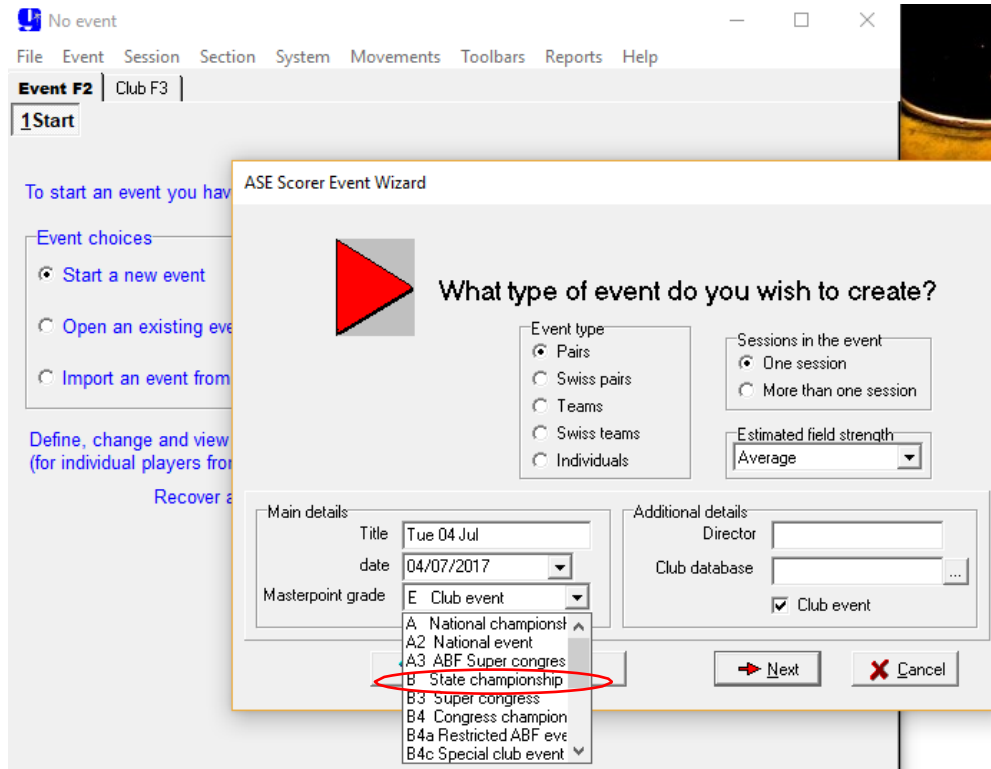 No event
File Event Session Section System Movements Toolbars Reports Help
Event F2 Club F3
1Start
To start an event you hav
Event choices
Start a new event
Open an existing eve
Import an event from
Define, change and view
(for individual players fro
Recover a
ASE Scorer Event Wizard
What type of event do you wish to create?
Event type
Pairs
Swiss pairs
Teams
Swiss teams
Individuals
Sessions in the event
One session
More than one session
Estimated field strength
Average
Main details
Title Tue 04 Jul
date 04/07/2017
Masterpoint grade E Club event
A National championsh
A2 National event
A3 ABF Super congres
B State championship
B3 Super congress
B4 Congress champion
B4a Restricted ABF eve
B4c Special club event
Additional details
Director
Club database ...
Club event
Next Cancel